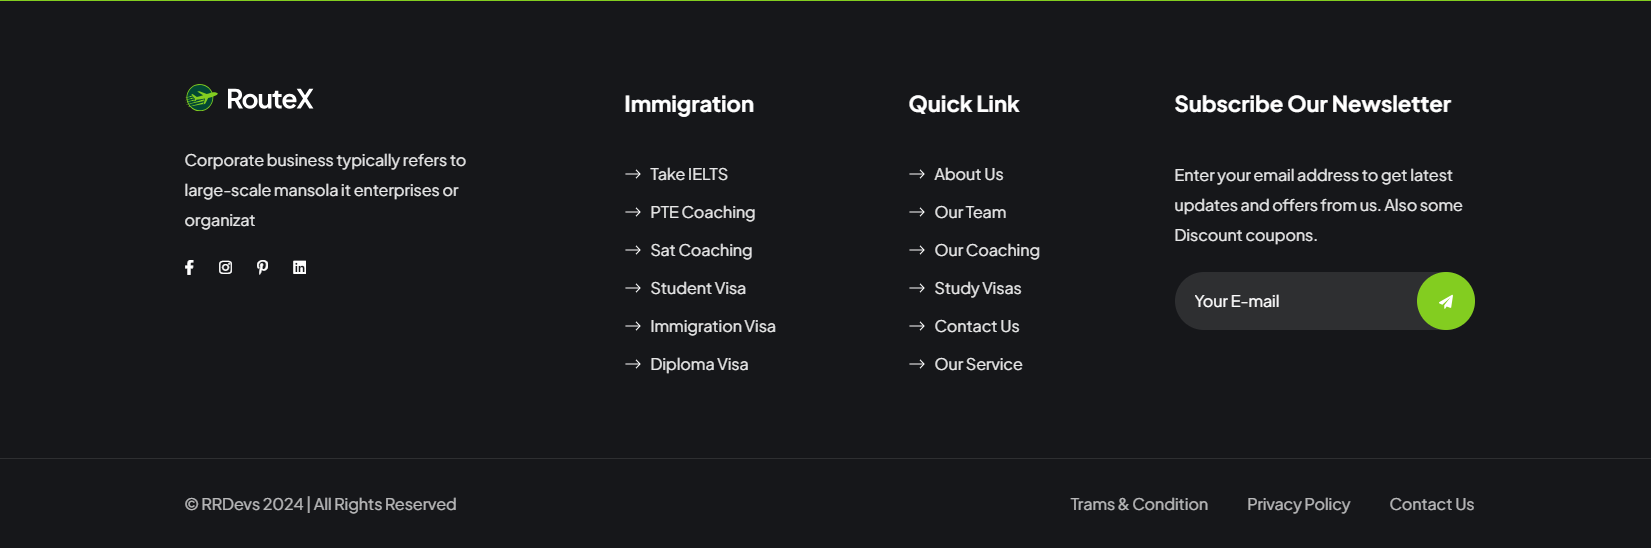 RouteX
Corporate business typically refers to
large-scale mansola it enterprises or
organizat
Immigration
Take IELTS
PTE Coaching
Sat Coaching
Student Visa
Immigration Visa
Diploma Visa
Quick Link
About Us
Our Team
Our Coaching
Study Visas
Contact Us
Our Service
Subscribe Our Newsletter
Enter your email address to get latest
updates and offers from us. Also some
Discount coupons.
Your E-mail
© RRDevs 2024 | All Rights Reserved
Trams & Condition
Privacy Policy
Contact Us